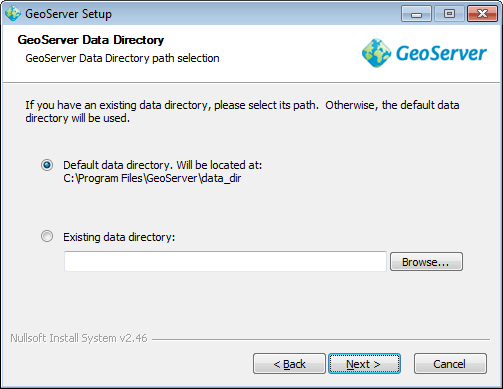 GeoServer Setup
GeoServer Data Directory
GeoServer Data Directory path selection
GeoServer
If you have an existing data directory, please select its path.  Otherwise, the default data
directory will be used.
Default data directory. Will be located at:
C:\Program Files\GeoServer\data_dir
Existing data directory:
Browse...
Nullsoft Install System v2.46
< Back
Next >
Cancel